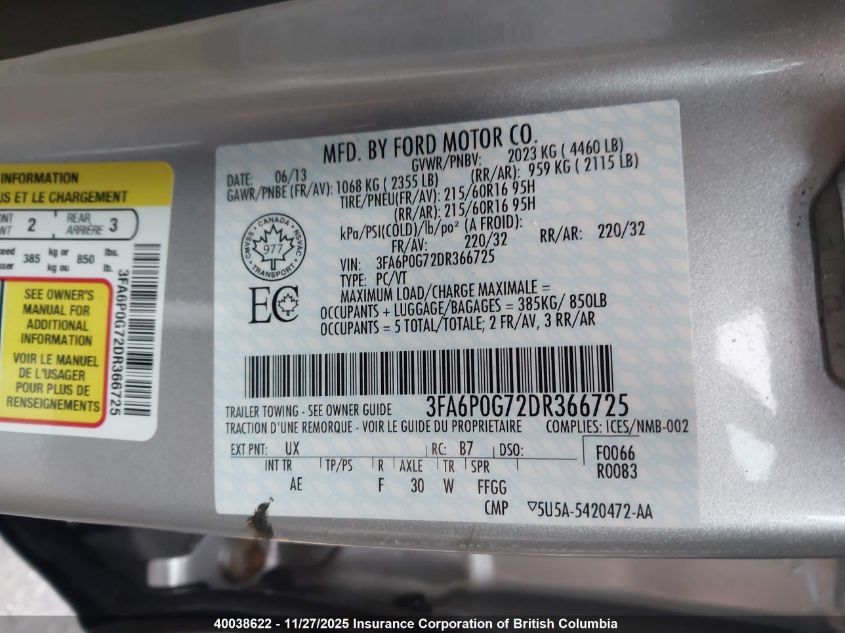 INFORMATION
US ET LE CHARGEMENT
2 REAR ARRIÈRE 3
385 kg or kg ou 850 lbs. lb.
3FA6P0G72DR366725
SEE OWNER'S
MANUAL FOR
ADDITIONAL
INFORMATION
VOIR LE MANUEL
DE L'USAGER
POUR PLUS DE
RENSEIGNEMENTS
MFD. BY FORD MOTOR CO.
DATE: 06/13 GVWR/PNBV: 2023 KG ( 4460 LB)
GAWR/PNBE (FR/AV): 1068 KG ( 2355 LB) (RR/AR): 959 KG ( 2115 LB)
TIRE/PNEU(FR/AV): 215/60R16 95H
(RR/AR): 215/60R16 95H
kPa/PSI(COLD)/lb/po² (A FROID):
FR/AV: 220/32 RR/AR: 220/32
CMVSS · CANADA · NSVAC
977
TRANSPORT
VIN: 3FA6P0G72DR366725
TYPE: PC/VT
EC
MAXIMUM LOAD/CHARGE MAXIMALE =
OCCUPANTS + LUGGAGE/BAGAGES = 385KG/ 850LB
OCCUPANTS = 5 TOTAL/TOTALE; 2 FR/AV, 3 RR/AR
TRAILER TOWING - SEE OWNER GUIDE 3FA6P0G72DR366725
TRACTION D'UNE REMORQUE - VOIR LE GUIDE DU PROPRIETAIRE COMPLIES: ICES/NMB-002
EXT PNT: UX RC: B7 DSO: F0066
INT TR TP/PS R AXLE TR SPR R0083
AE F 30 W FFGG
CMP ▽5U5A-5420472-AA
40038622 - 11/27/2025 Insurance Corporation of British Columbia